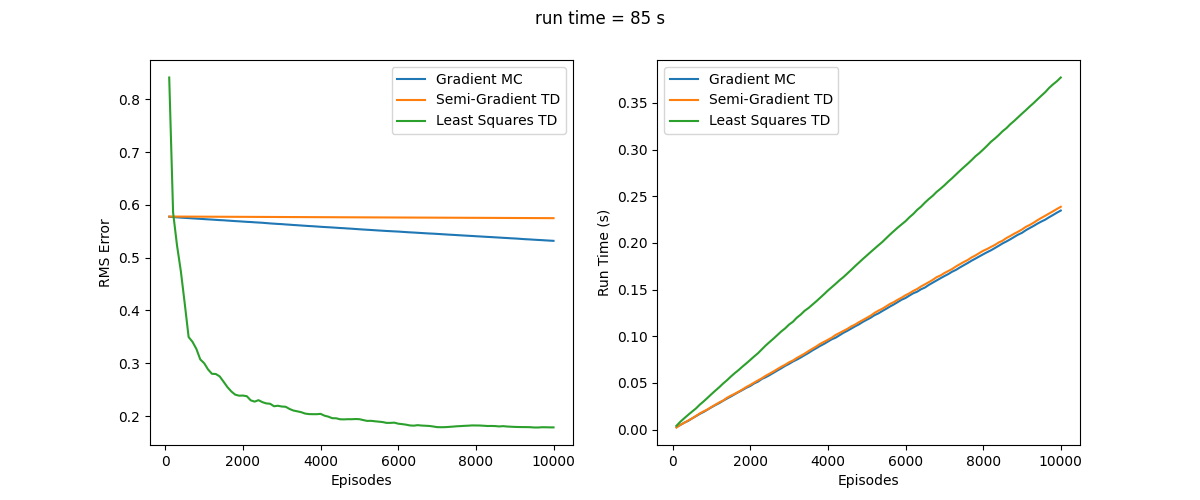 run time = 85 s
Gradient MC
Semi-Gradient TD
Least Squares TD
0.8
0.7
0.6
0.5
0.4
0.3
0.2
RMS Error
0 2000 4000 6000 8000 10000
Episodes
Gradient MC
Semi-Gradient TD
Least Squares TD
0.35
0.30
0.25
0.20
0.15
0.10
0.05
0.00
Run Time (s)
0 2000 4000 6000 8000 10000
Episodes